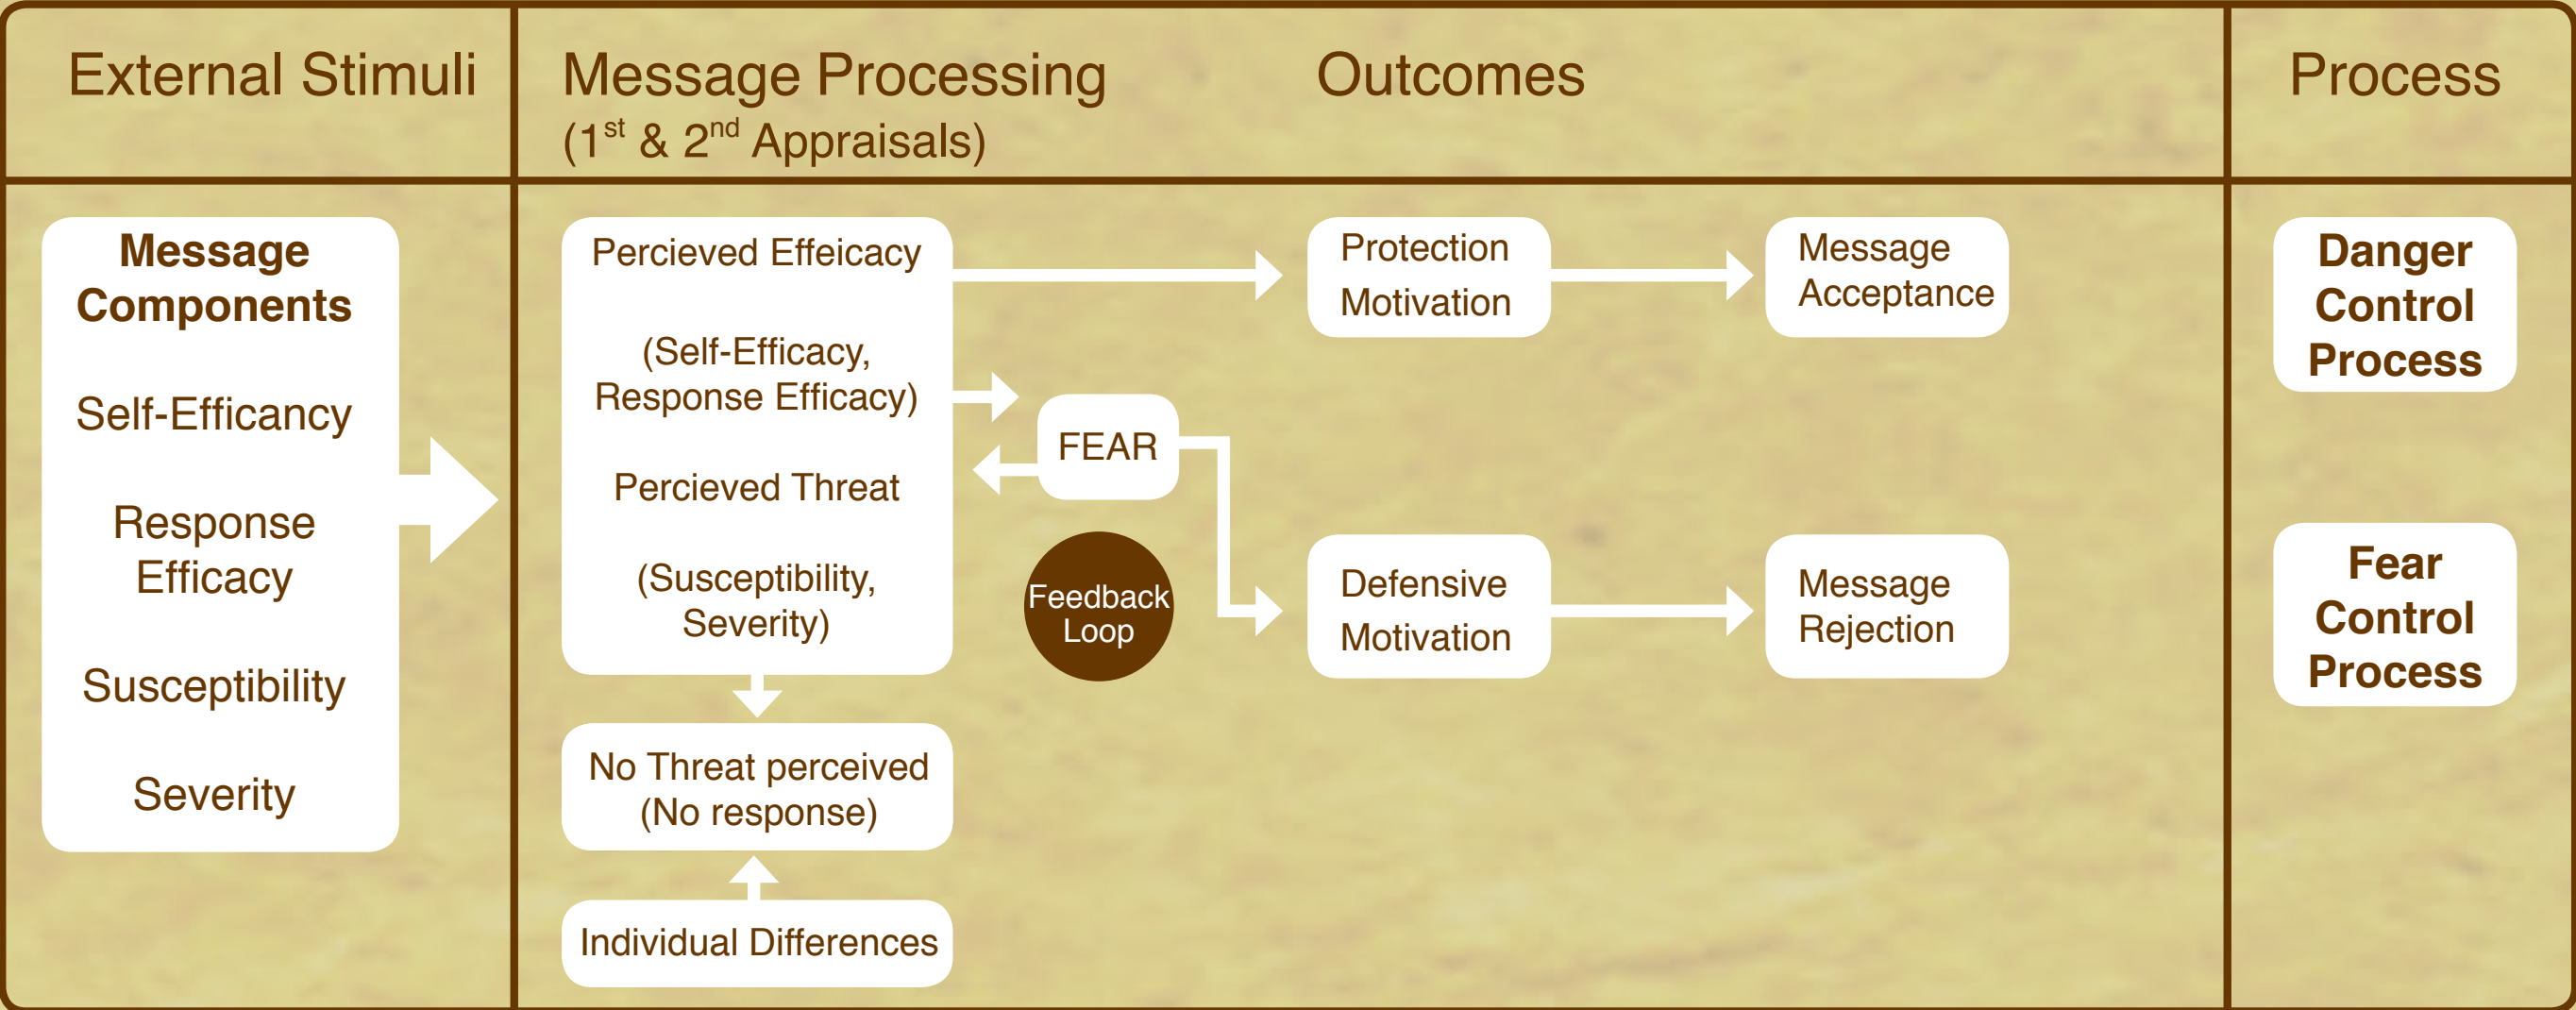 External Stimuli
Message Processing
(1st & 2nd Appraisals)
Outcomes
Process
Message
Components
Self-Efficancy
Response
Efficacy
Susceptibility
Severity
Percieved Effeicacy
(Self-Efficacy,
Response Efficacy)
Percieved Threat
(Susceptibility,
Severity)
No Threat perceived
(No response)
Individual Differences
FEAR
Feedback
Loop
Protection
Motivation
Message
Acceptance
Defensive
Motivation
Message
Rejection
Danger
Control
Process
Fear
Control
Process